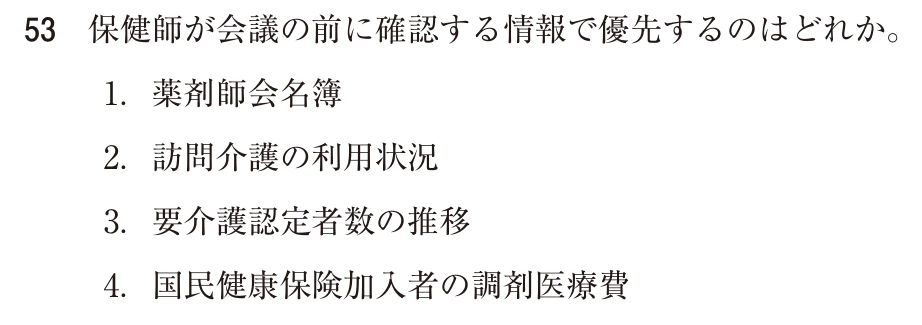 53 保健師が会議の前に確認する情報で優先するのはどれか。
1. 薬剤師会名簿
2. 訪問介護の利用状況
3. 要介護認定者数の推移
4. 国民健康保険加入者の調剤医療費